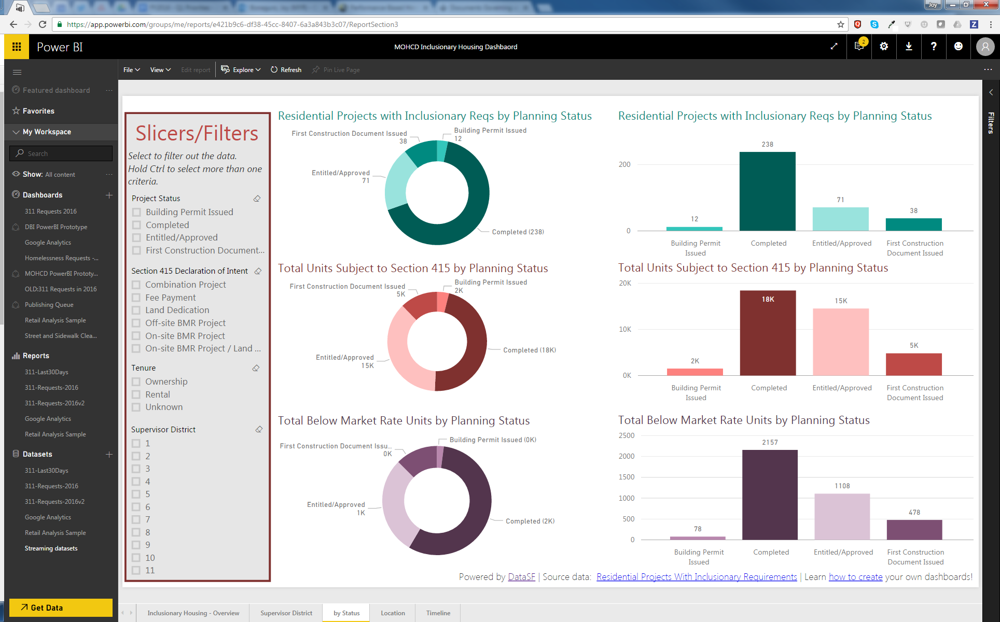 Joy
https://app.powerbi.com/groups/me/reports/e421b9c6-df38-45cc-8407-6a3a843b3c07/ReportSection3
Power BI
MOHCD Inclusionary Housing Dashbaord
2
File
View
Edit report
Explore
Refresh
Pin Live Page
Featured dashboard
Favorites
My Workspace
Search
Show: All content
Dashboards
311 Requests 2016
DBI PowerBI Prototype
Google Analytics
Homelessness Requests -...
MOHCD PowerBI Prototy...
OLD:311 Requests in 2016
Publishing Queue
Retail Analysis Sample
Street and Sidewalk Clea...
Reports
311-Last30Days
311-Requests-2016
311-Requests-2016v2
Google Analytics
Retail Analysis Sample
Datasets
311-Last30Days
311-Requests-2016
311-Requests-2016v2
Google Analytics
Retail Analysis Sample
Streaming datasets
Get Data
Slicers/Filters
Select to filter out the data.
Hold Ctrl to select more than one
criteria.
Project Status
Building Permit Issued
Completed
Entitled/Approved
First Construction Document...
Section 415 Declaration of Intent
Combination Project
Fee Payment
Land Dedication
Off-site BMR Project
On-site BMR Project
On-site BMR Project / Land ...
Tenure
Ownership
Rental
Unknown
Supervisor District
1
2
3
4
5
6
7
8
9
10
11
Residential Projects with Inclusionary Reqs by Planning Status
First Construction Document Issued
38
Building Permit Issued
12
Entitled/Approved
71
Completed (238)
Residential Projects with Inclusionary Reqs by Planning Status
200
0
12
238
71
38
Building Permit
Issued
Completed
Entitled/Approved
First Construction
Document Issued
Total Units Subject to Section 415 by Planning Status
First Construction Document Issued
5K
Building Permit Issued
2K
Entitled/Approved
15K
Completed (18K)
Total Units Subject to Section 415 by Planning Status
20K
10K
0K
2K
18K
15K
5K
Building Permit
Issued
Completed
Entitled/Approved
First Construction
Document Issued
Total Below Market Rate Units by Planning Status
First Construction Document Issu...
0K
Building Permit Issued (0K)
Entitled/Approved
1K
Completed (2K)
Total Below Market Rate Units by Planning Status
2500
2000
1500
1000
500
0
78
2157
1108
478
Building Permit
Issued
Completed
Entitled/Approved
First Construction
Document Issued
Powered by DataSF | Source data: Residential Projects With Inclusionary Requirements | Learn how to create your own dashboards!
Filters
Inclusionary Housing - Overview
Supervisor District
by Status
Location
Timeline